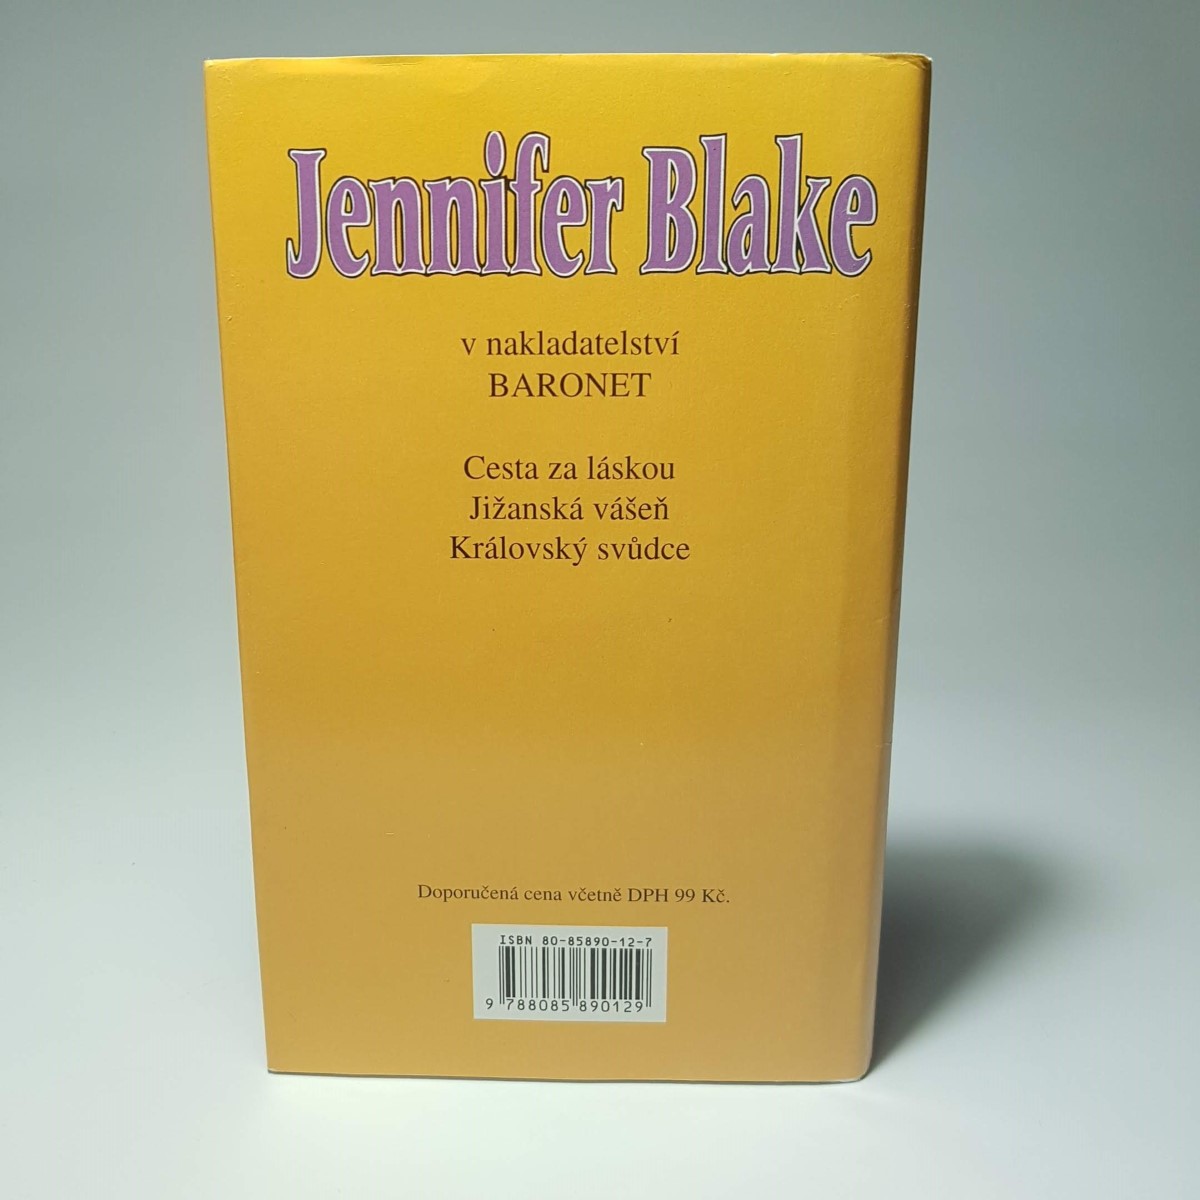 Jennifer Blake
v nakladatelství
BARONET
Cesta za láskou
Jižanská vášeň
Královský svůdce
Doporučená cena včetně DPH 99 Kč.
ISBN 80-85890-12-7
9 788085 890129